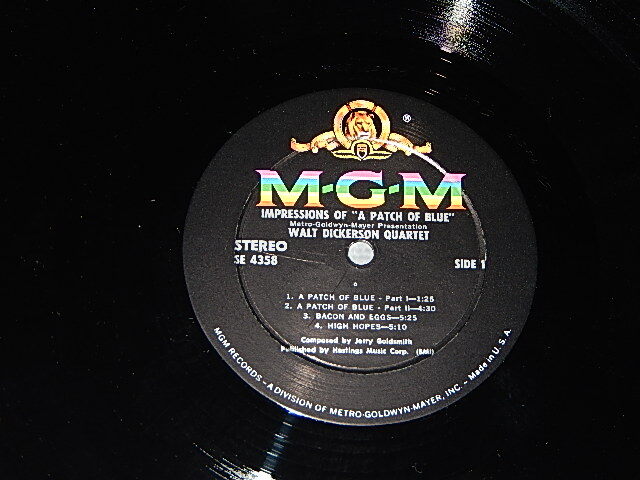 ®
M-G-M
IMPRESSIONS OF "A PATCH OF BLUE"
Metro-Goldwyn-Mayer Presentation
WALT DICKERSON QUARTET
STEREO
SE 4358
SIDE 1
1. A PATCH OF BLUE - Part I—1:25
2. A PATCH OF BLUE - Part II—4:30
3. BACON AND EGGS—5:25
4. HIGH HOPES—5:10
Composed by Jerry Goldsmith
Published by Hastings Music Corp. (BMI)
MGM RECORDS - A DIVISION OF METRO-GOLDWYN-MAYER, INC. - Made in U.S.A.